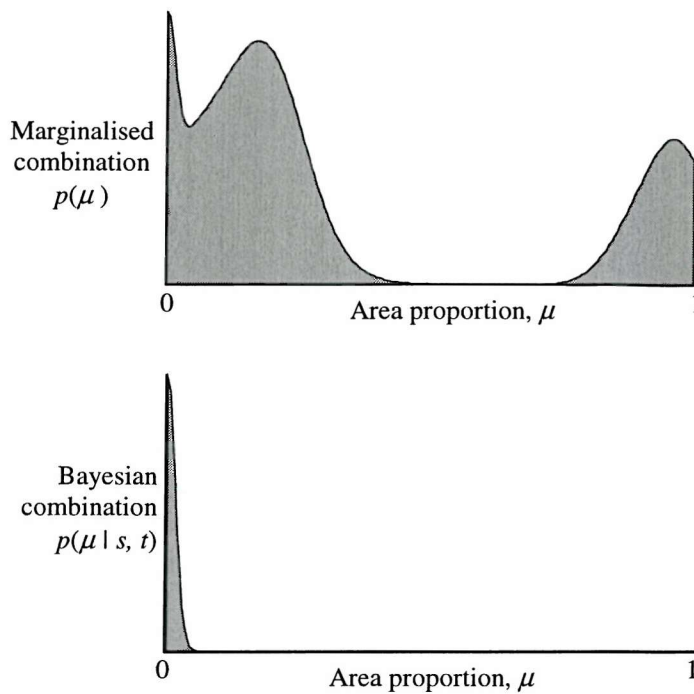 Marginalised
combination
p(μ)
0
Area proportion, μ
Bayesian
combination
p(μ | s, t)
0
1
Area proportion, μ